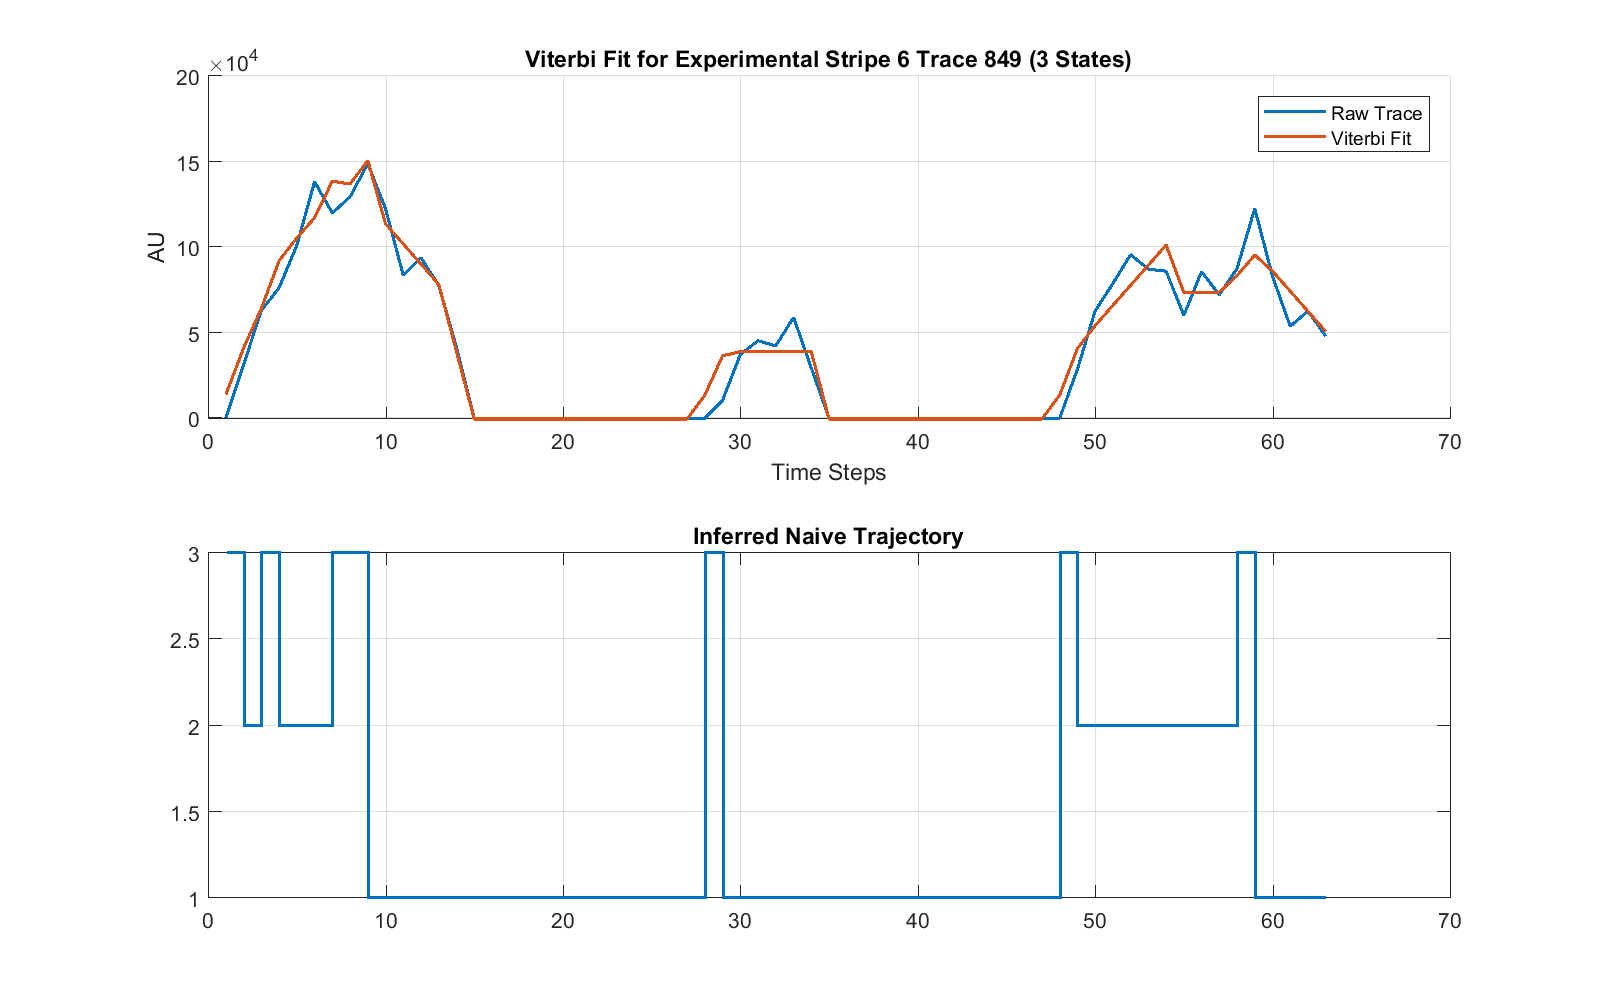 Viterbi Fit for Experimental Stripe 6 Trace 849 (3 States)
×10⁴
20
15
10
5
0
AU
Raw Trace
Viterbi Fit
0 10 20 30 40 50 60 70
Time Steps
Inferred Naive Trajectory
3
2.5
2
1.5
1
0 10 20 30 40 50 60 70